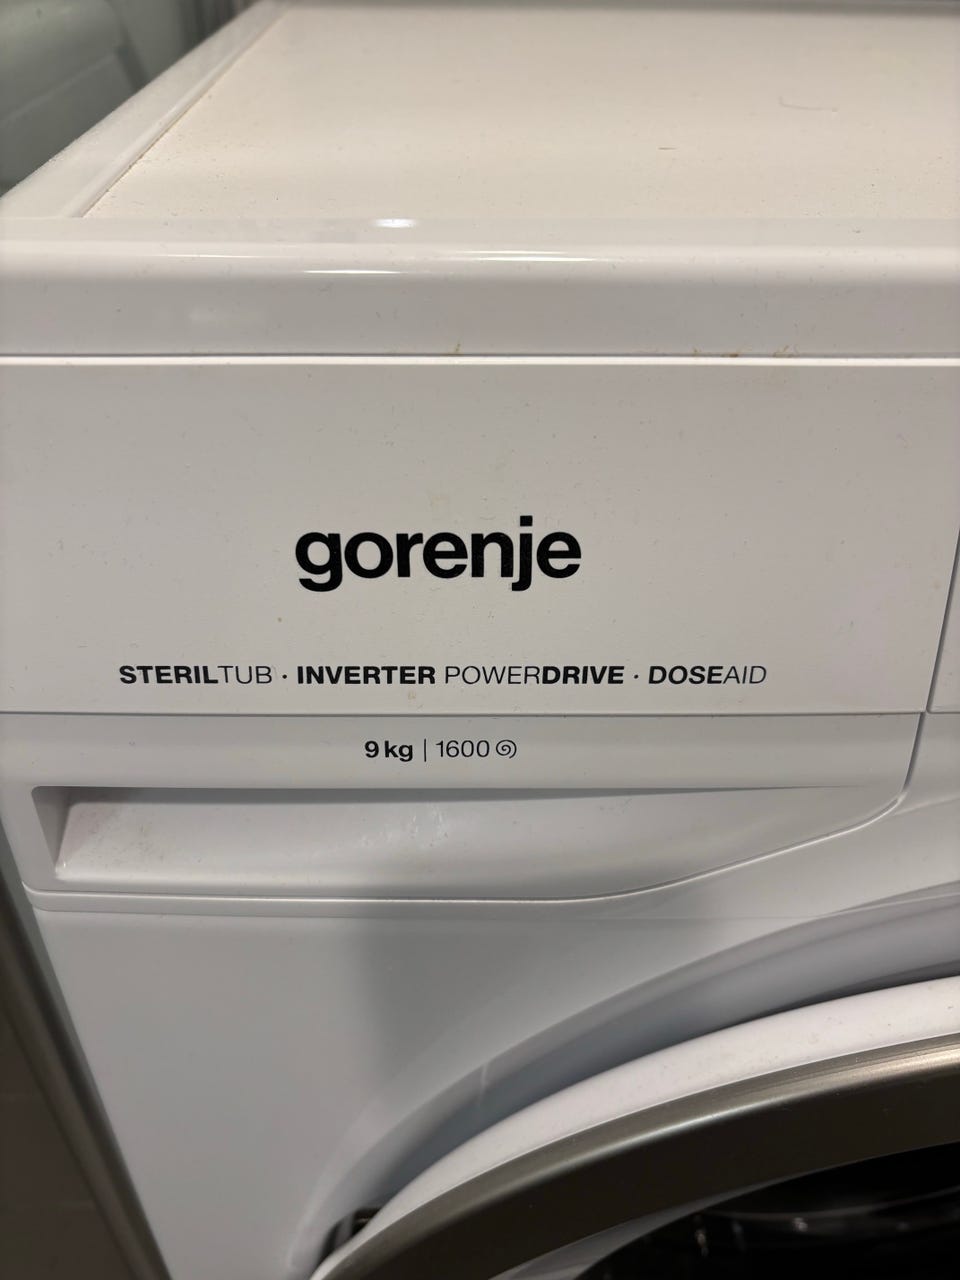 gorenje
STERILTUB · INVERTER POWERDRIVE · DOSEAID
9 kg | 1600